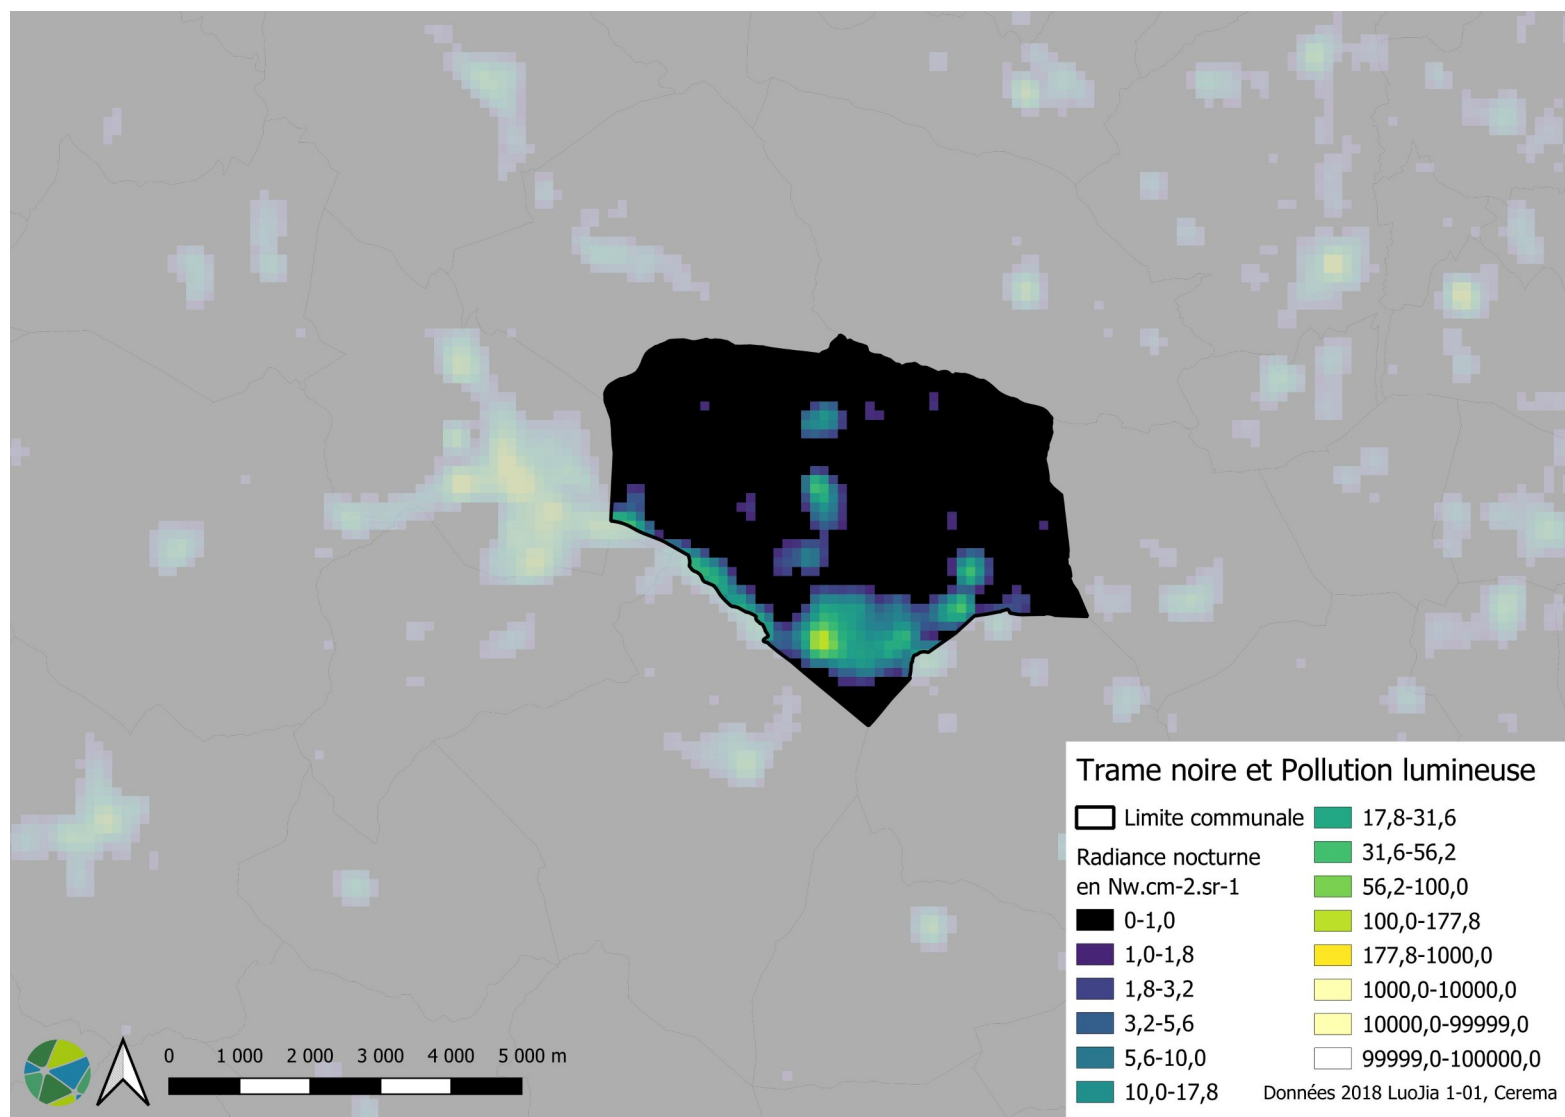 Trame noire et Pollution lumineuse
Limite communale
Radiance nocturne
en Nw.cm-2.sr-1
0-1,0
1,0-1,8
1,8-3,2
3,2-5,6
5,6-10,0
10,0-17,8
17,8-31,6
31,6-56,2
56,2-100,0
100,0-177,8
177,8-1000,0
1000,0-10000,0
10000,0-99999,0
99999,0-100000,0
Données 2018 LuoJia 1-01, Cerema
0 1 000 2 000 3 000 4 000 5 000 m